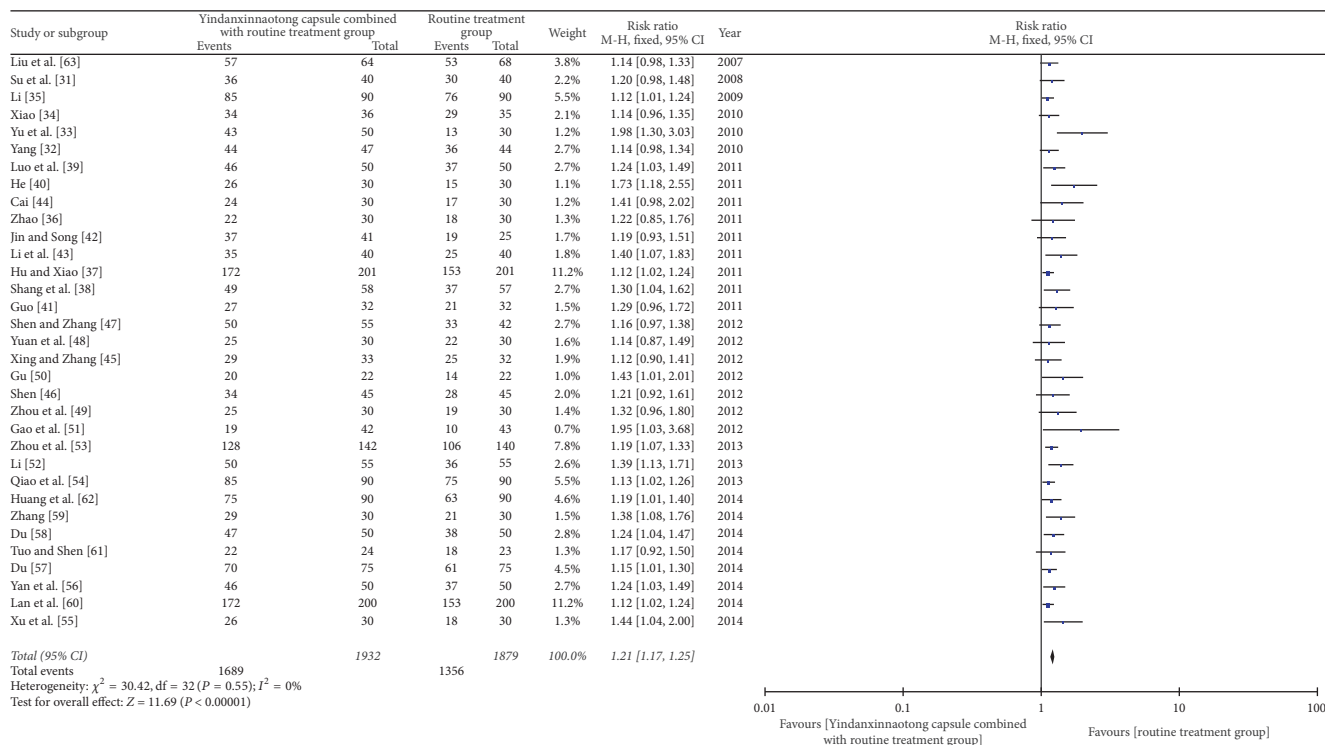 Study or subgroup
Yindanxinnaotong capsule combined with routine treatment group
Events Total
Routine treatment group
Events Total
Weight
Risk ratio
M-H, fixed, 95% CI
Year
Risk ratio
M-H, fixed, 95% CI
Liu et al. [63] 57 64 53 68 3.8% 1.14 [0.98, 1.33] 2007
Su et al. [31] 36 40 30 40 2.2% 1.20 [0.98, 1.48] 2008
Li [35] 85 90 76 90 5.5% 1.12 [1.01, 1.24] 2009
Xiao [34] 34 36 29 35 2.1% 1.14 [0.96, 1.35] 2010
Yu et al. [33] 43 50 13 30 1.2% 1.98 [1.30, 3.03] 2010
Yang [32] 44 47 36 44 2.7% 1.14 [0.98, 1.34] 2010
Luo et al. [39] 46 50 37 50 2.7% 1.24 [1.03, 1.49] 2011
He [40] 26 30 15 30 1.1% 1.73 [1.18, 2.55] 2011
Cai [44] 24 30 17 30 1.2% 1.41 [0.98, 2.02] 2011
Zhao [36] 22 30 18 30 1.3% 1.22 [0.85, 1.76] 2011
Jin and Song [42] 37 41 19 25 1.7% 1.19 [0.93, 1.51] 2011
Li et al. [43] 35 40 25 40 1.8% 1.40 [1.07, 1.83] 2011
Hu and Xiao [37] 172 201 153 201 11.2% 1.12 [1.02, 1.24] 2011
Shang et al. [38] 49 58 37 57 2.7% 1.30 [1.04, 1.62] 2011
Guo [41] 27 32 21 32 1.5% 1.29 [0.96, 1.72] 2011
Shen and Zhang [47] 50 55 33 42 2.7% 1.16 [0.97, 1.38] 2012
Yuan et al. [48] 25 30 22 30 1.6% 1.14 [0.87, 1.49] 2012
Xing and Zhang [45] 29 33 25 32 1.9% 1.12 [0.90, 1.41] 2012
Gu [50] 20 22 14 22 1.0% 1.43 [1.01, 2.01] 2012
Shen [46] 34 45 28 45 2.0% 1.21 [0.92, 1.61] 2012
Zhou et al. [49] 25 30 19 30 1.4% 1.32 [0.96, 1.80] 2012
Gao et al. [51] 19 42 10 43 0.7% 1.95 [1.03, 3.68] 2012
Zhou et al. [53] 128 142 106 140 7.8% 1.19 [1.07, 1.33] 2013
Li [52] 50 55 36 55 2.6% 1.39 [1.13, 1.71] 2013
Qiao et al. [54] 85 90 75 90 5.5% 1.13 [1.02, 1.26] 2013
Huang et al. [62] 75 90 63 90 4.6% 1.19 [1.01, 1.40] 2014
Zhang [59] 29 30 21 30 1.5% 1.38 [1.08, 1.76] 2014
Du [58] 47 50 38 50 2.8% 1.24 [1.04, 1.47] 2014
Tuo and Shen [61] 22 24 18 23 1.3% 1.17 [0.92, 1.50] 2014
Du [57] 70 75 61 75 4.5% 1.15 [1.01, 1.30] 2014
Yan et al. [56] 46 50 37 50 2.7% 1.24 [1.03, 1.49] 2014
Lan et al. [60] 172 200 153 200 11.2% 1.12 [1.02, 1.24] 2014
Xu et al. [55] 26 30 18 30 1.3% 1.44 [1.04, 2.00] 2014
Total (95% CI) 1932 1879 100.0% 1.21 [1.17, 1.25]
Total events 1689 1356
Heterogeneity: χ² = 30.42, df = 32 (P = 0.55); I² = 0%
Test for overall effect: Z = 11.69 (P < 0.00001)
0.01 0.1 1 10 100
Favours [Yindanxinnaotong capsule combined
with routine treatment group]
Favours [routine treatment group]